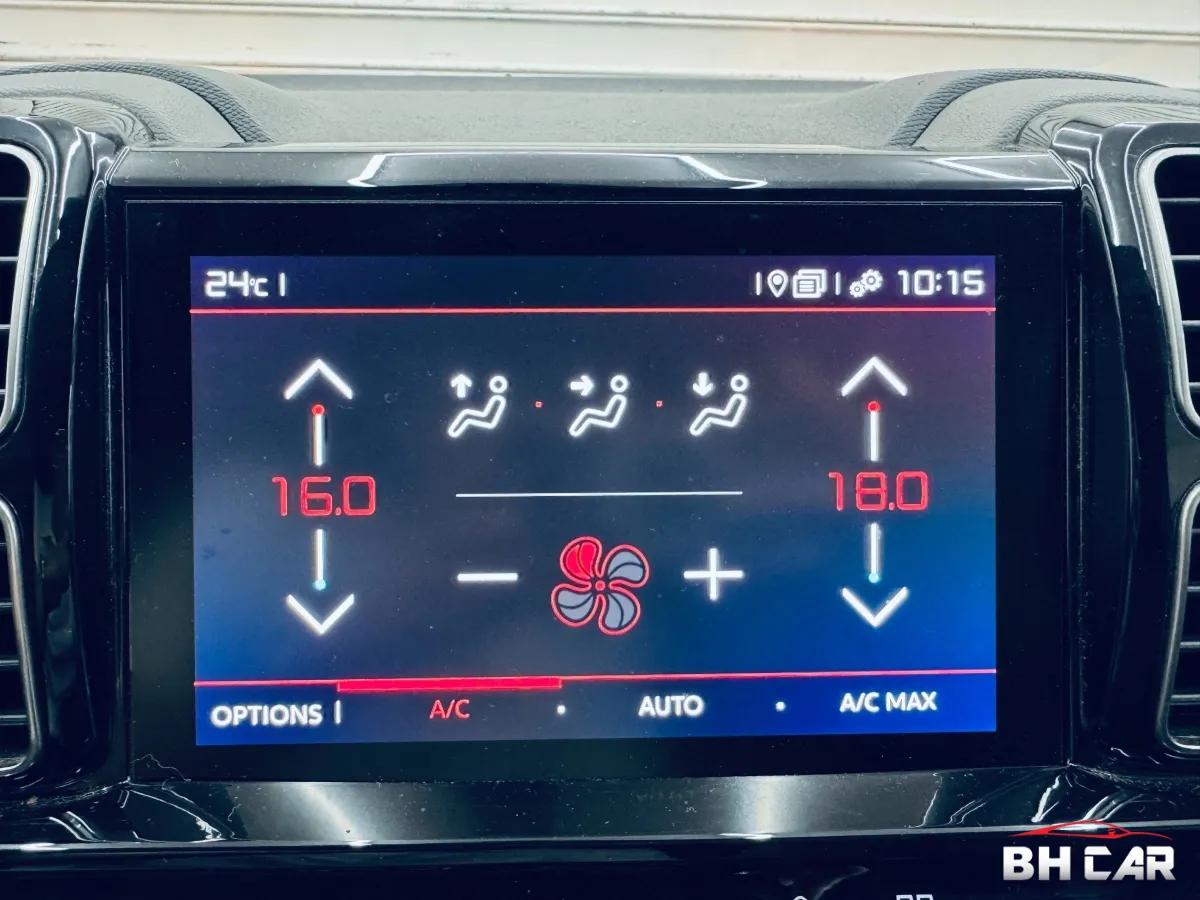 24°C
10:15
16.0
18.0
OPTIONS
A/C
AUTO
A/C MAX
BH CAR